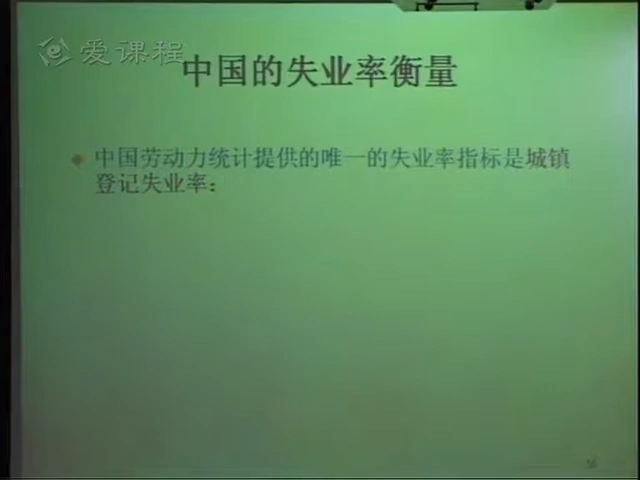 爱课程
中国的失业率衡量
中国劳动力统计提供的唯一的失业率指标是城镇
登记失业率：